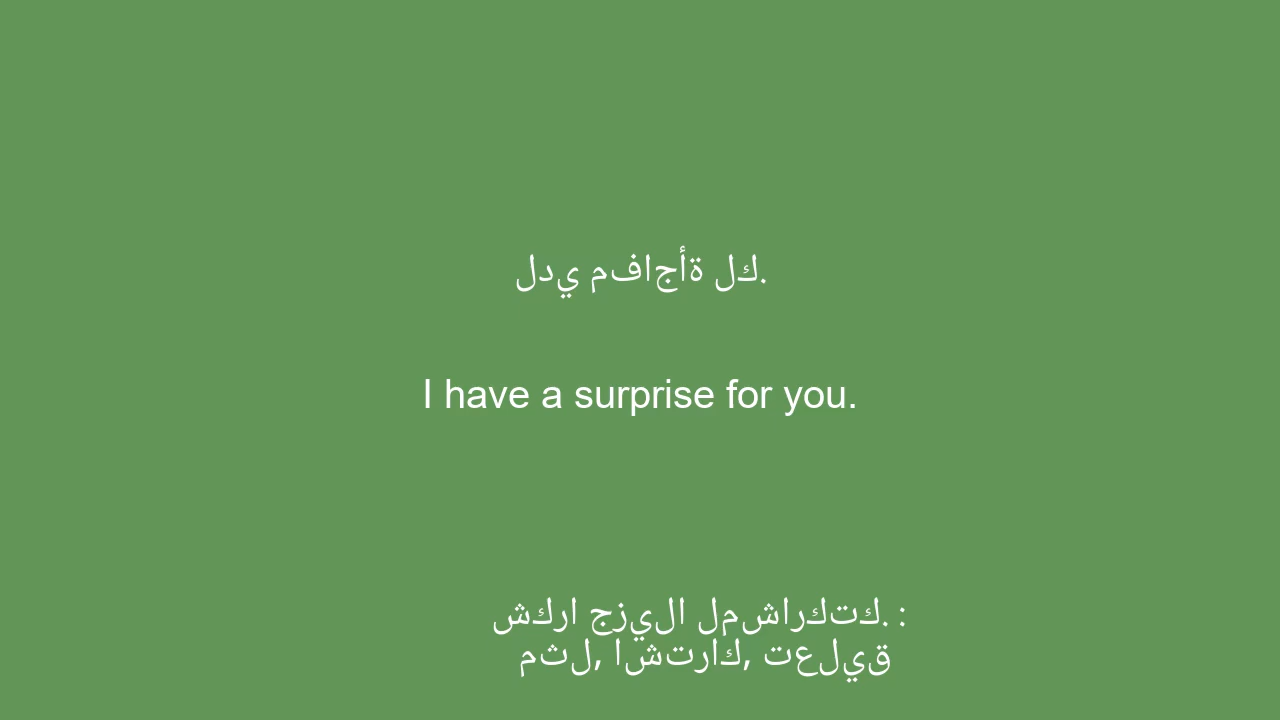 لدي مفاجأة لك.
I have a surprise for you.
شكرا جزيلا لمشاركتك. :
مثل, اشتراك, تعليق